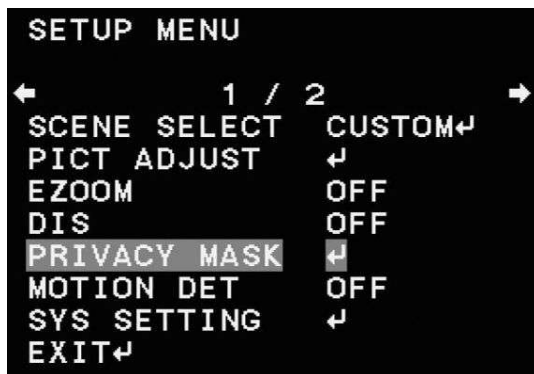 SETUP MENU
← 1 / 2 →
SCENE SELECT CUSTOM↵
PICT ADJUST ↵
EZOOM OFF
DIS OFF
PRIVACY MASK ↵
MOTION DET OFF
SYS SETTING ↵
EXIT↵